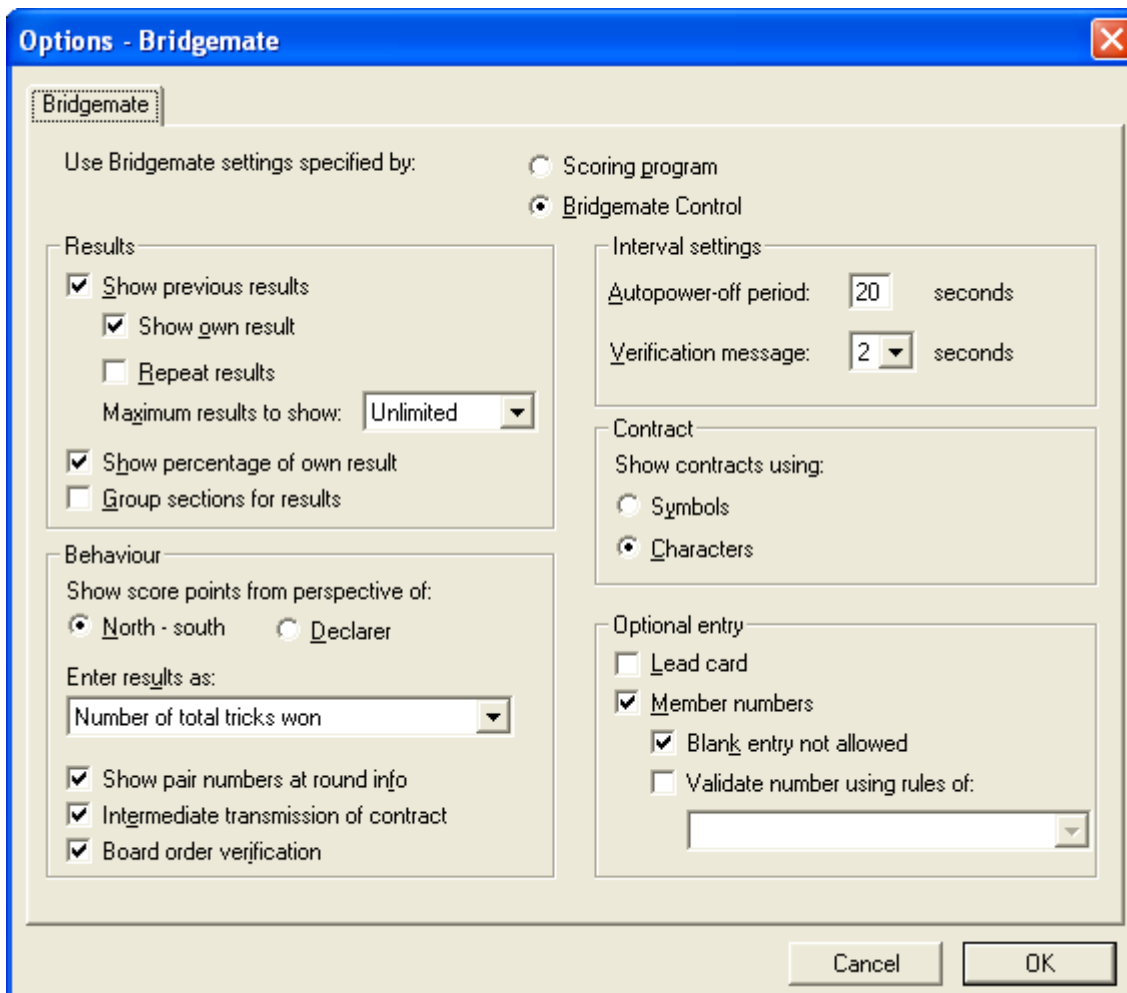 Options - Bridgemate
Bridgemate
Use Bridgemate settings specified by:
Scoring program
Bridgemate Control
Results
Show previous results
Show own result
Repeat results
Maximum results to show: Unlimited
Show percentage of own result
Group sections for results
Behaviour
Show score points from perspective of:
North - south Declarer
Enter results as:
Number of total tricks won
Show pair numbers at round info
Intermediate transmission of contract
Board order verification
Interval settings
Autopower-off period: 20 seconds
Verification message: 2 seconds
Contract
Show contracts using:
Symbols
Characters
Optional entry
Lead card
Member numbers
Blank entry not allowed
Validate number using rules of:
Cancel OK